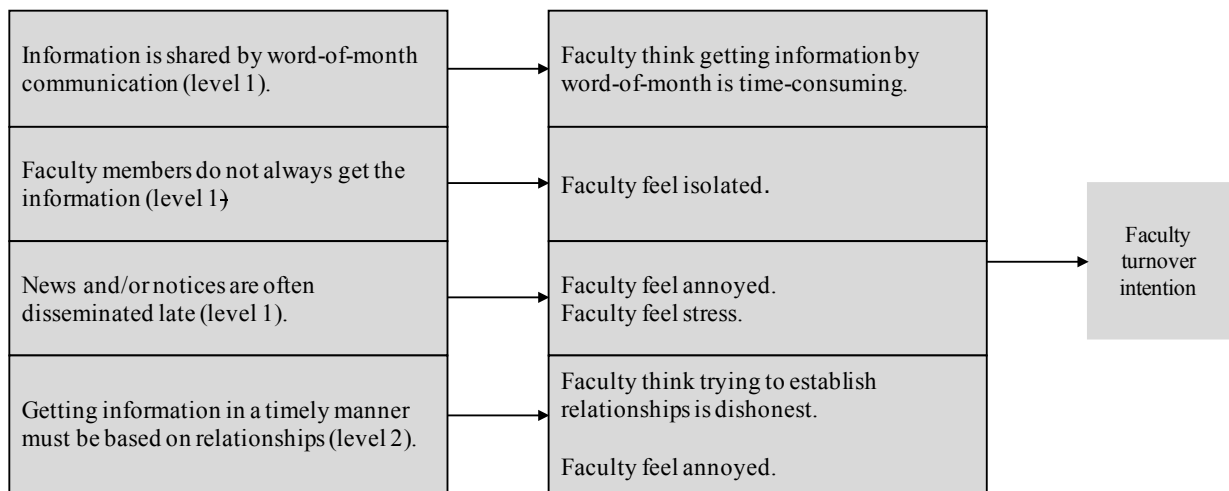 Information is shared by word-of-month
communication (level 1).
Faculty think getting information by
word-of-month is time-consuming.
Faculty members do not always get the
information (level 1)
Faculty feel isolated.
News and/or notices are often
disseminated late (level 1).
Faculty feel annoyed.
Faculty feel stress.
Getting information in a timely manner
must be based on relationships (level 2).
Faculty think trying to establish
relationships is dishonest.
Faculty feel annoyed.
Faculty
turnover
intention